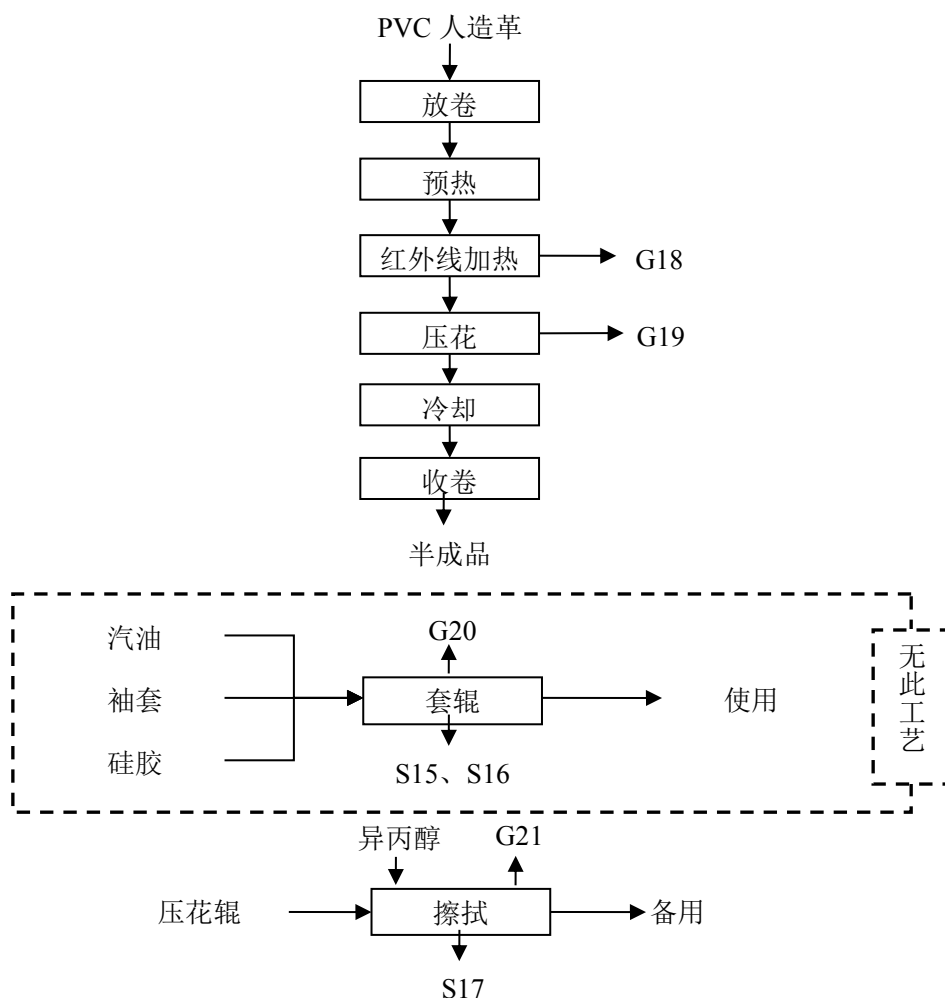 PVC 人造革
放卷
预热
红外线加热
G18
压花
G19
冷却
收卷
半成品
汽油
G20
无此工艺
袖套
套辊
使用
硅胶
S15、S16
异丙醇
G21
压花辊
擦拭
备用
S17